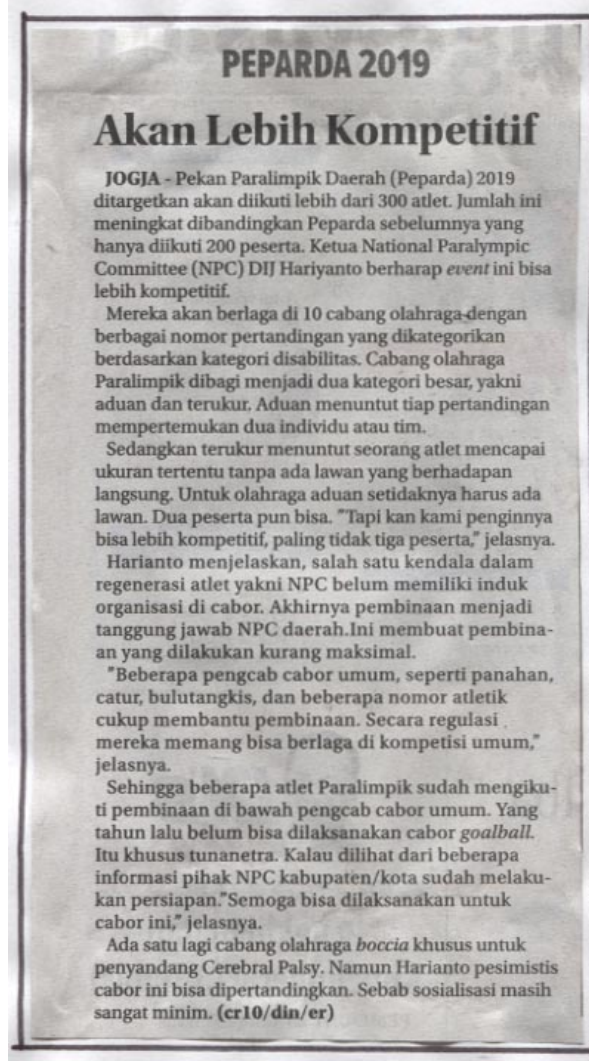 PEPARDA 2019
Akan Lebih Kompetitif
JOGJA - Pekan Paralimpik Daerah (Peparda) 2019
ditargetkan akan diikuti lebih dari 300 atlet. Jumlah ini
meningkat dibandingkan Peparda sebelumnya yang
hanya diikuti 200 peserta. Ketua National Paralympic
Committee (NPC) DIJ Hariyanto berharap event ini bisa
lebih kompetitif.
Mereka akan berlaga di 10 cabang olahraga dengan
berbagai nomor pertandingan yang dikategorikan
berdasarkan kategori disabilitas. Cabang olahraga
Paralimpik dibagi menjadi dua kategori besar, yakni
aduan dan terukur. Aduan menuntut tiap pertandingan
mempertemukan dua individu atau tim.
Sedangkan terukur menuntut seorang atlet mencapai
ukuran tertentu tanpa ada lawan yang berhadapan
langsung. Untuk olahraga aduan setidaknya harus ada
lawan. Dua peserta pun bisa. "Tapi kan kami penginnya
bisa lebih kompetitif, paling tidak tiga peserta," jelasnya.
Harianto menjelaskan, salah satu kendala dalam
regenerasi atlet yakni NPC belum memiliki induk
organisasi di cabor. Akhirnya pembinaan menjadi
tanggung jawab NPC daerah.Ini membuat pembina-
an yang dilakukan kurang maksimal.
"Beberapa pengcab cabor umum, seperti panahan,
catur, bulutangkis, dan beberapa nomor atletik
cukup membantu pembinaan. Secara regulasi
mereka memang bisa berlaga di kompetisi umum,"
jelasnya.
Sehingga beberapa atlet Paralimpik sudah mengiku-
ti pembinaan di bawah pengcab cabor umum. Yang
tahun lalu belum bisa dilaksanakan cabor goalball.
Itu khusus tunanetra. Kalau dilihat dari beberapa
informasi pihak NPC kabupaten/kota sudah melaku-
kan persiapan."Semoga bisa dilaksanakan untuk
cabor ini," jelasnya.
Ada satu lagi cabang olahraga boccia khusus untuk
penyandang Cerebral Palsy. Namun Harianto pesimistis
cabor ini bisa dipertandingkan. Sebab sosialisasi masih
sangat minim. (cr10/din/er)